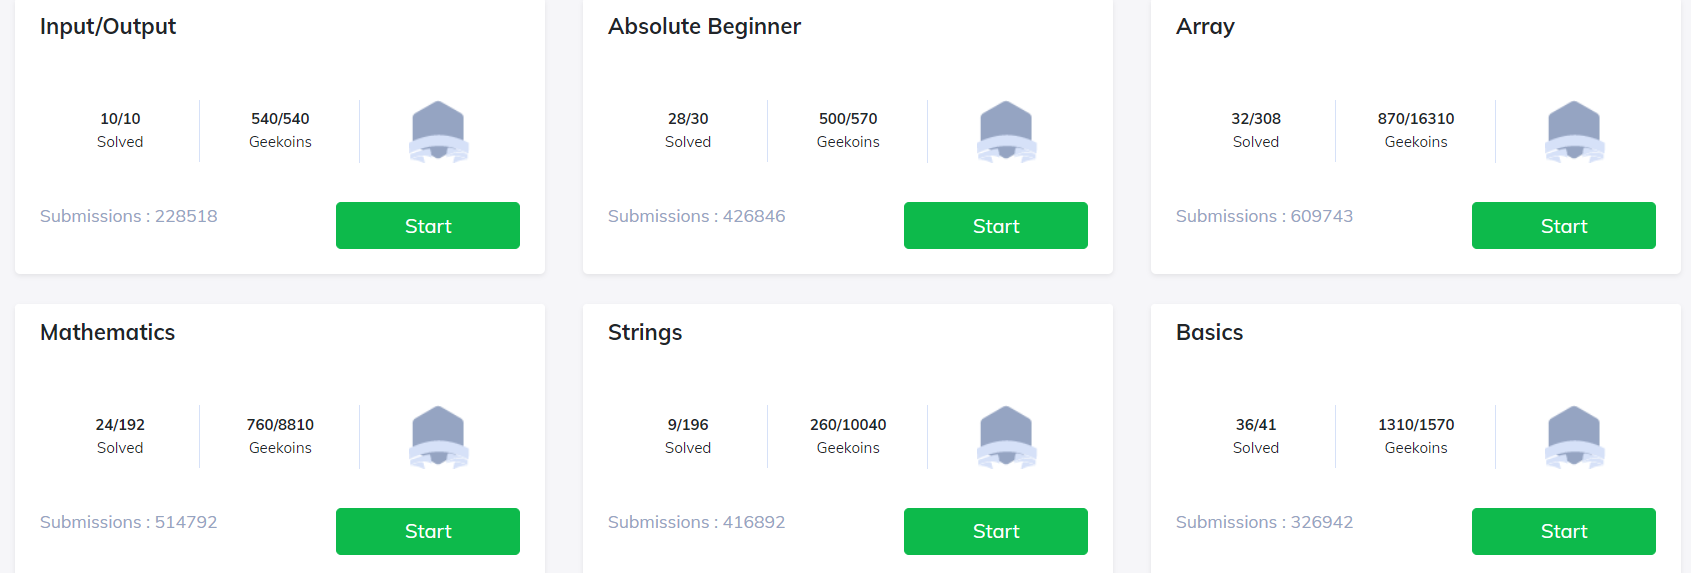 Input/Output
10/10
Solved
540/540
Geekoins
Submissions : 228518
Start
Absolute Beginner
28/30
Solved
500/570
Geekoins
Submissions : 426846
Start
Array
32/308
Solved
870/16310
Geekoins
Submissions : 609743
Start
Mathematics
24/192
Solved
760/8810
Geekoins
Submissions : 514792
Start
Strings
9/196
Solved
260/10040
Geekoins
Submissions : 416892
Start
Basics
36/41
Solved
1310/1570
Geekoins
Submissions : 326942
Start